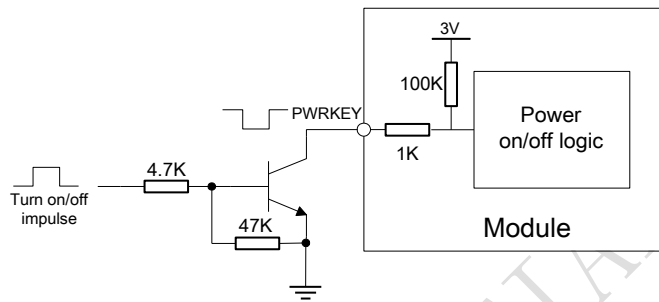 3V
100K
PWRKEY
Power
on/off logic
1K
4.7K
Turn on/off
impulse
47K
Module